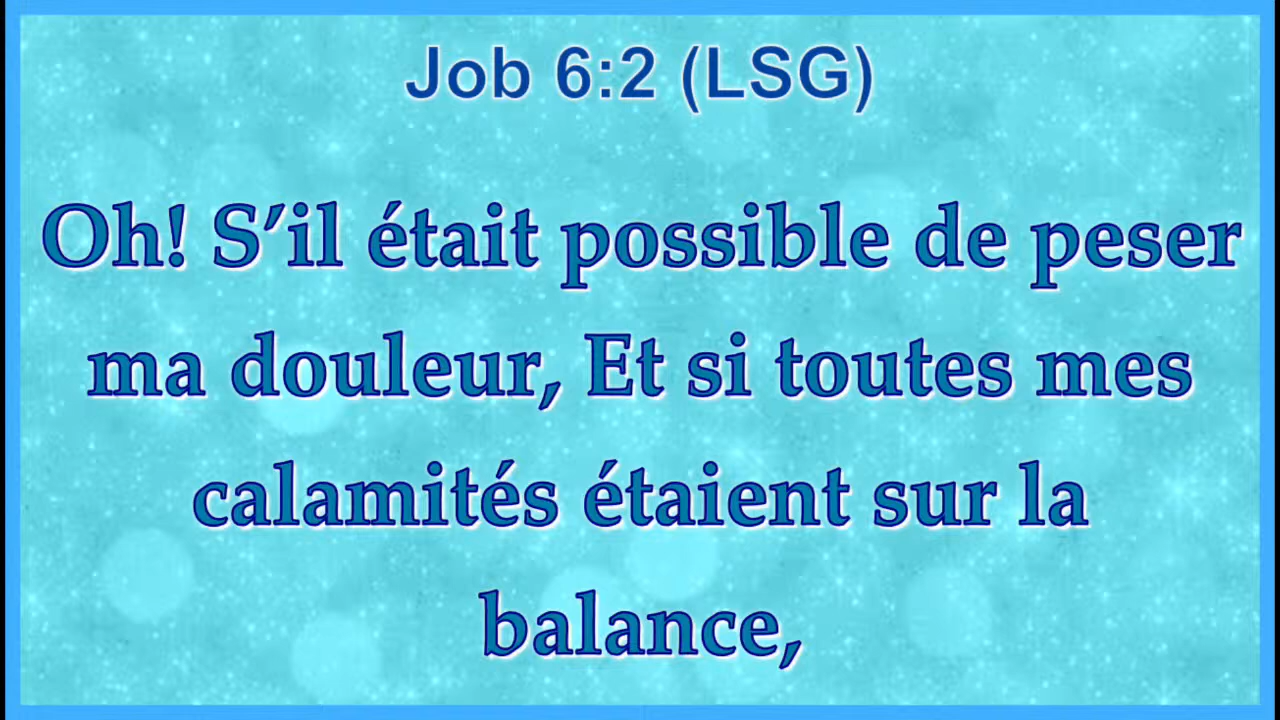 Job 6:2 (LSG)
Oh! S’il était possible de peser
ma douleur, Et si toutes mes
calamités étaient sur la
balance,